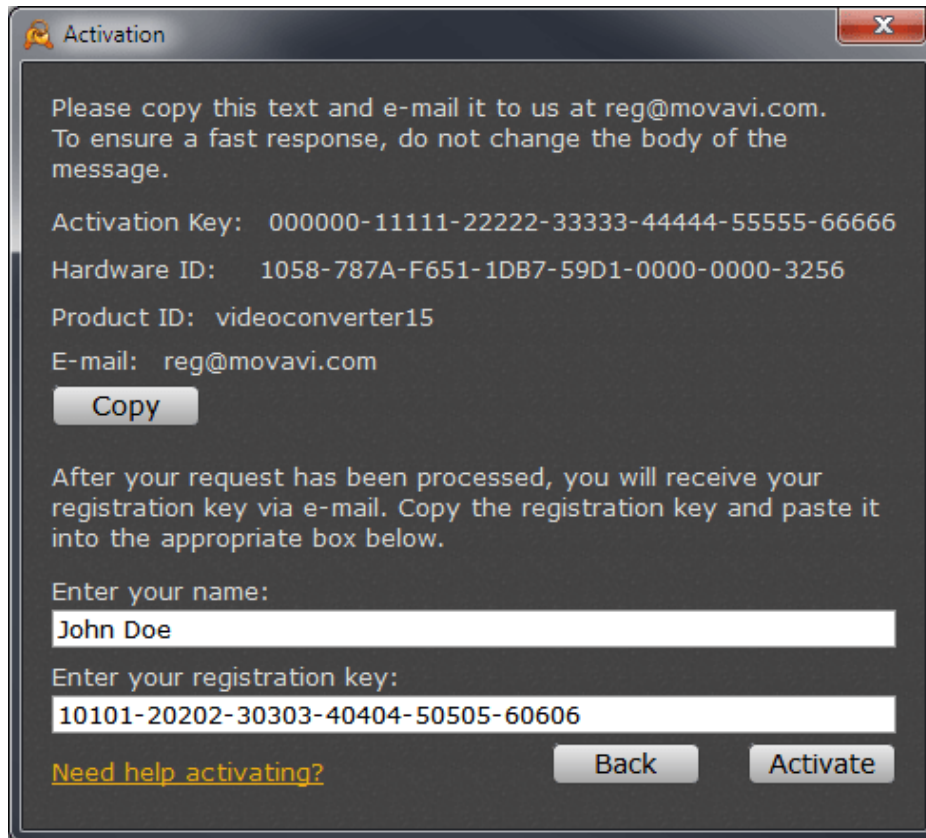 Activation
Please copy this text and e-mail it to us at reg@movavi.com.
To ensure a fast response, do not change the body of the
message.
Activation Key: 000000-11111-22222-33333-44444-55555-66666
Hardware ID: 1058-787A-F651-1DB7-59D1-0000-0000-3256
Product ID: videoconverter15
E-mail: reg@movavi.com
Copy
After your request has been processed, you will receive your
registration key via e-mail. Copy the registration key and paste it
into the appropriate box below.
Enter your name:
John Doe
Enter your registration key:
10101-20202-30303-40404-50505-60606
Need help activating?
Back
Activate